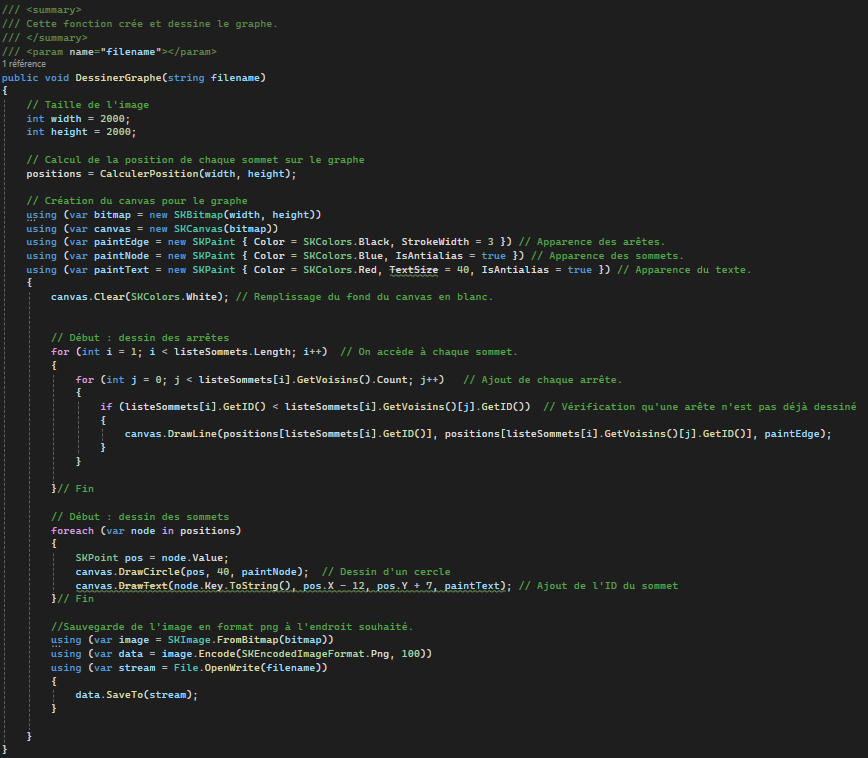 /// <summary>
/// Cette fonction crée et dessine le graphe.
/// </summary>
/// <param name="filename"></param>
1 référence
public void DessinerGraphe(string filename)
{
    // Taille de l'image
    int width = 2000;
    int height = 2000;

    // Calcul de la position de chaque sommet sur le graphe
    positions = CalculerPosition(width, height);

    // Création du canvas pour le graphe
    using (var bitmap = new SKBitmap(width, height))
    using (var canvas = new SKCanvas(bitmap))
    using (var paintEdge = new SKPaint { Color = SKColors.Black, StrokeWidth = 3 }) // Apparence des arêtes.
    using (var paintNode = new SKPaint { Color = SKColors.Blue, IsAntialias = true }) // Apparence des sommets.
    using (var paintText = new SKPaint { Color = SKColors.Red, TextSize = 40, IsAntialias = true }) // Apparence du texte.
    {
        canvas.Clear(SKColors.White); // Remplissage du fond du canvas en blanc.


        // Début : dessin des arrêtes
        for (int i = 1; i < listeSommets.Length; i++)  // On accède à chaque sommet.
        {
            for (int j = 0; j < listeSommets[i].GetVoisins().Count; j++)   // Ajout de chaque arrête.
            {
                if (listeSommets[i].GetID() < listeSommets[i].GetVoisins()[j].GetID())  // Vérification qu'une arête n'est pas déjà dessiné
                {
                    canvas.DrawLine(positions[listeSommets[i].GetID()], positions[listeSommets[i].GetVoisins()[j].GetID()], paintEdge);
                }
            }

        }// Fin

        // Début : dessin des sommets
        foreach (var node in positions)
        {
            SKPoint pos = node.Value;
            canvas.DrawCircle(pos, 40, paintNode);  // Dessin d'un cercle
            canvas.DrawText(node.Key.ToString(), pos.X - 12, pos.Y + 7, paintText); // Ajout de l'ID du sommet
        }// Fin

        //Sauvegarde de l'image en format png à l'endroit souhaité.
        using (var image = SKImage.FromBitmap(bitmap))
        using (var data = image.Encode(SKEncodedImageFormat.Png, 100))
        using (var stream = File.OpenWrite(filename))
        {
            data.SaveTo(stream);
        }

    }
}